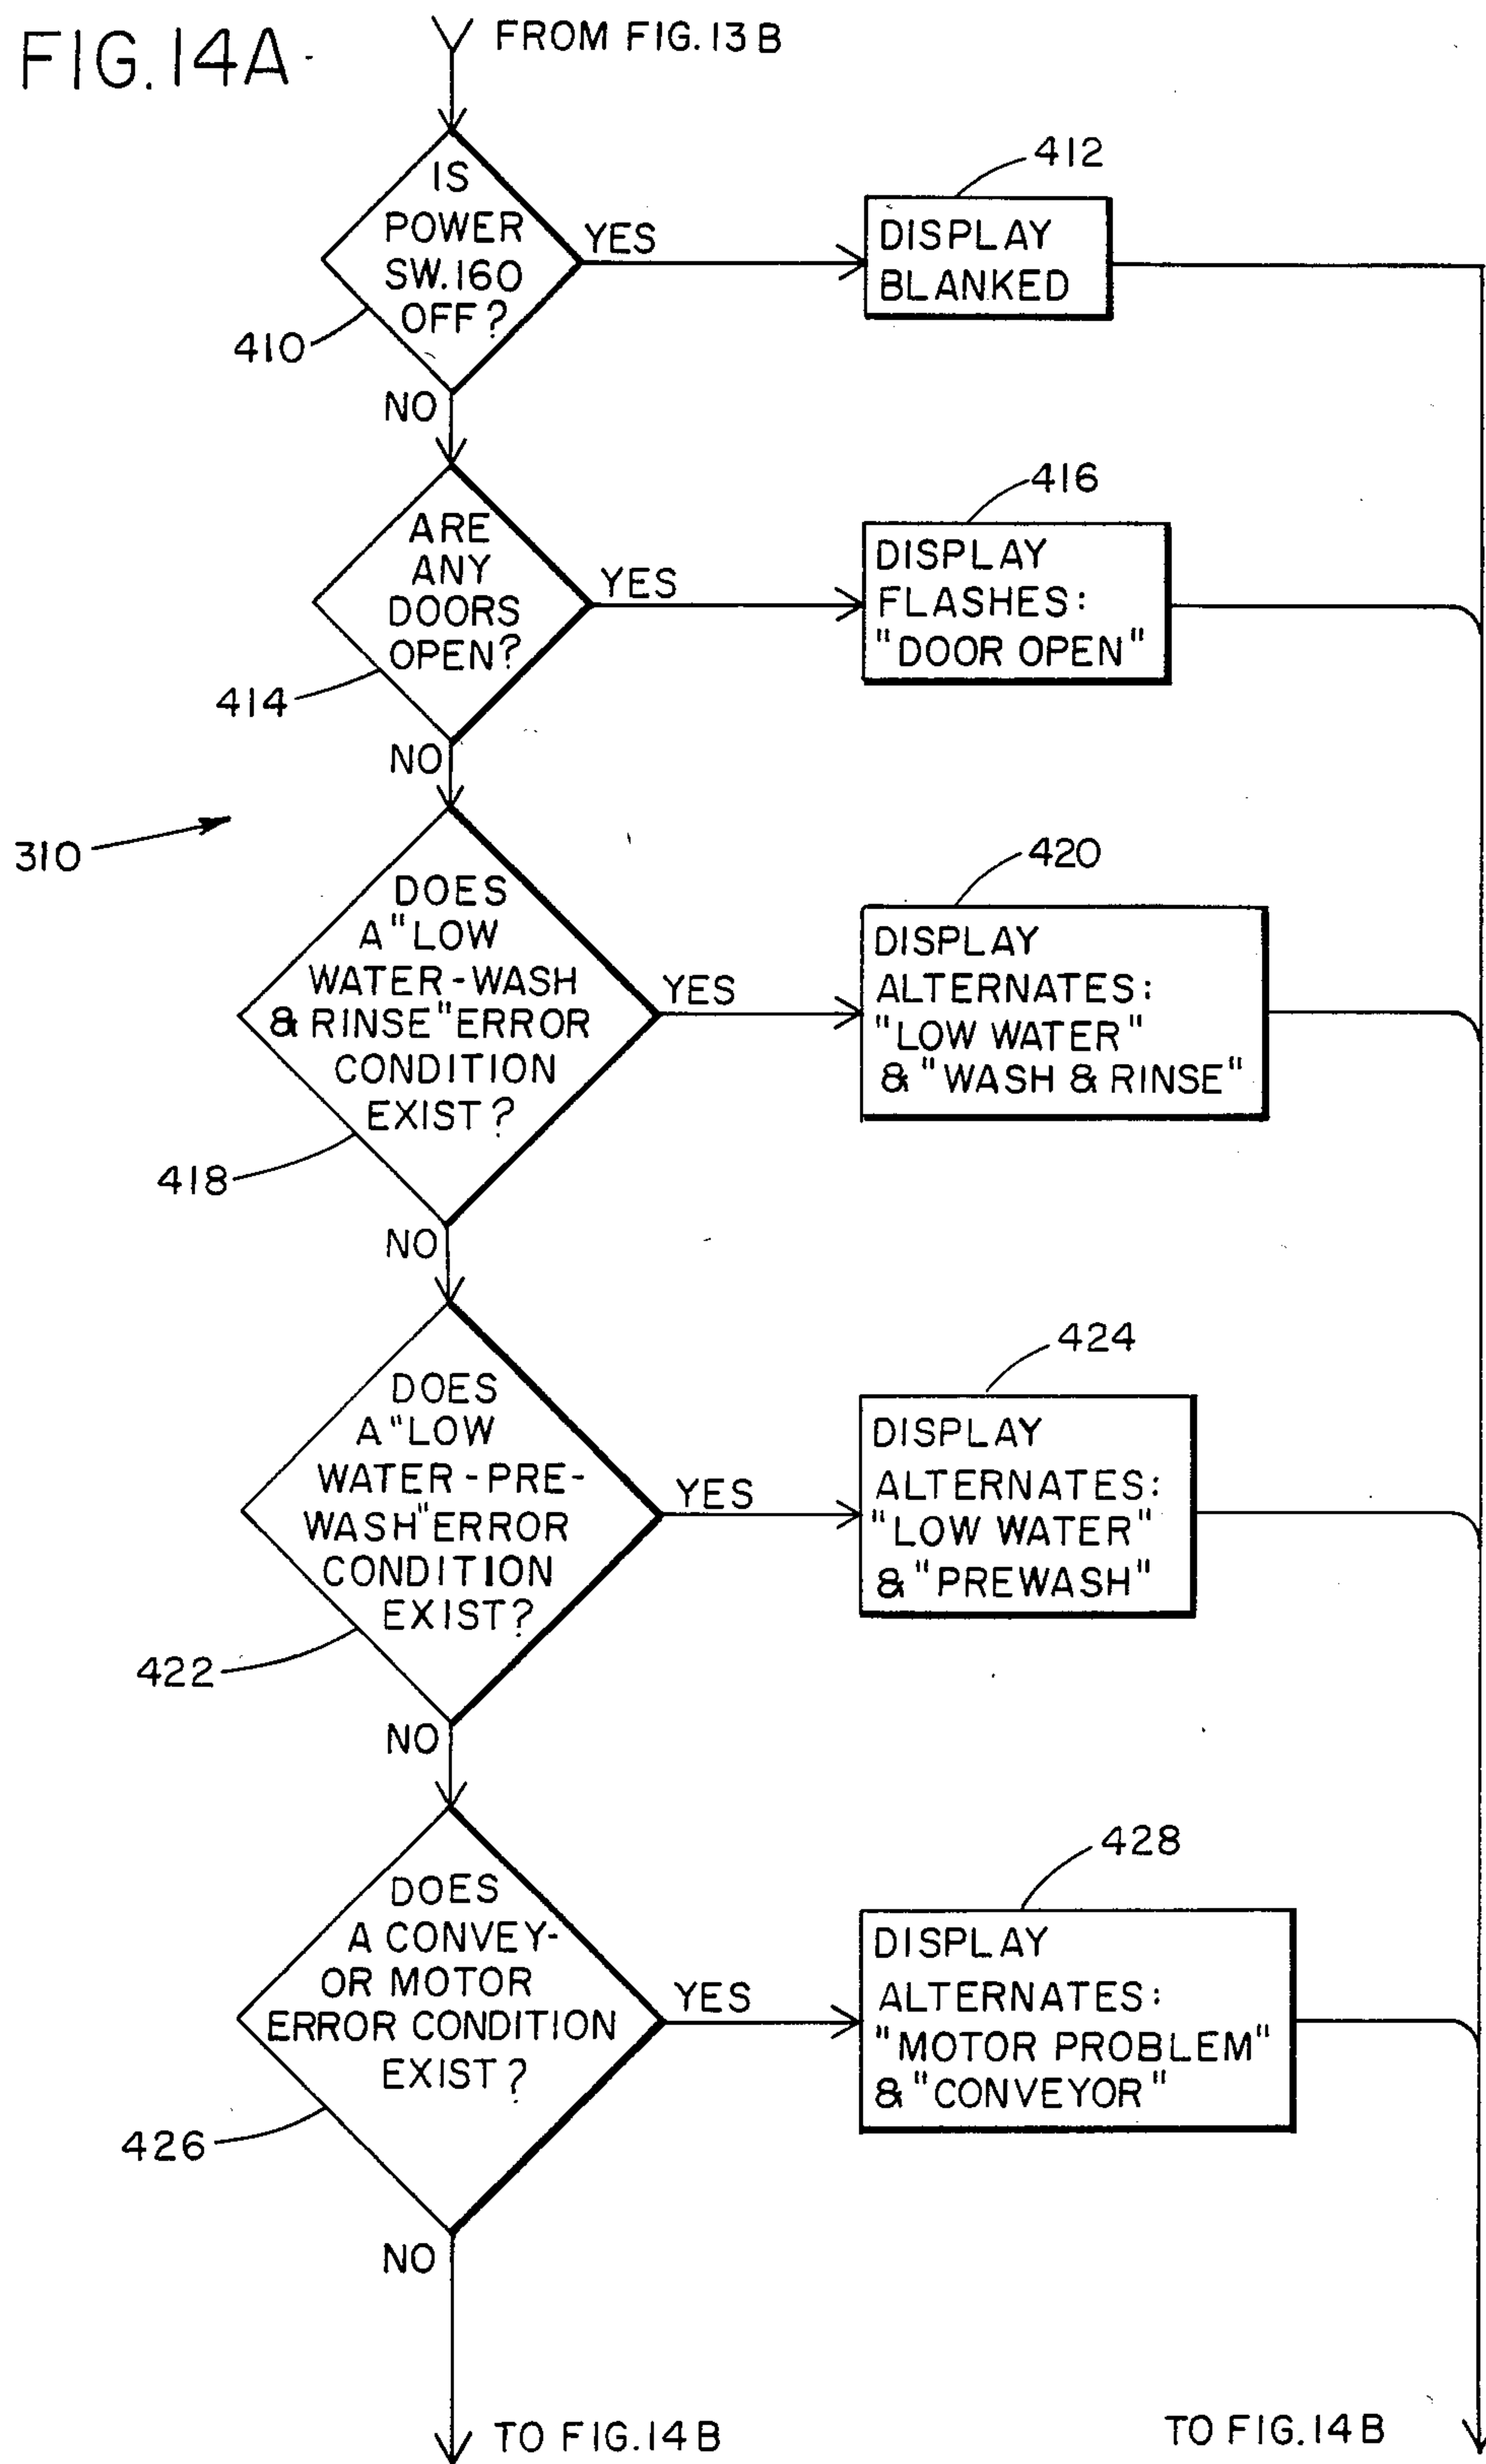 FIG. 14A
FROM FIG. 13B
IS
POWER
SW. 160
OFF?
410
YES
412
DISPLAY
BLANKED
NO
ARE
ANY
DOORS
OPEN?
414
YES
416
DISPLAY
FLASHES:
"DOOR OPEN"
NO
310
DOES
A "LOW
WATER-WASH
& RINSE" ERROR
CONDITION
EXIST?
418
YES
420
DISPLAY
ALTERNATES:
"LOW WATER"
& "WASH & RINSE"
NO
DOES
A "LOW
WATER-PRE-
WASH" ERROR
CONDITION
EXIST?
422
YES
424
DISPLAY
ALTERNATES:
"LOW WATER"
& "PREWASH"
NO
DOES
A CONVEY-
OR MOTOR
ERROR CONDITION
EXIST?
426
YES
428
DISPLAY
ALTERNATES:
"MOTOR PROBLEM"
& "CONVEYOR"
NO
TO FIG. 14B
TO FIG. 14B